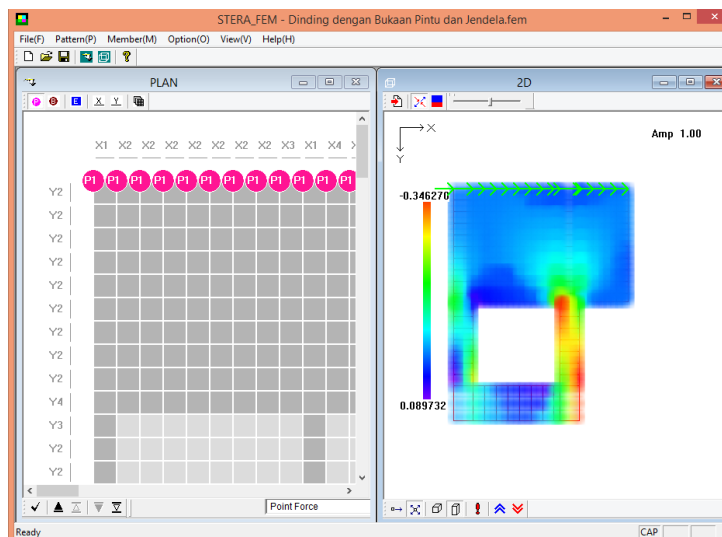 STERA_FEM - Dinding dengan Bukaan Pintu dan Jendela.fem
File(F) Pattern(P) Member(M) Option(O) View(V) Help(H)
PLAN
X Y
X1 X2 X2 X2 X2 X2 X2 X2 X3 X1 X4
P1 P1 P1 P1 P1 P1 P1 P1 P1 P1 P1 P1
Y2
Y2
Y2
Y2
Y2
Y2
Y2
Y2
Y2
Y4
Y3
Y2
Y2
Point Force
2D
X
Y
Amp 1.00
-0.346276
0.089732
Ready
CAP